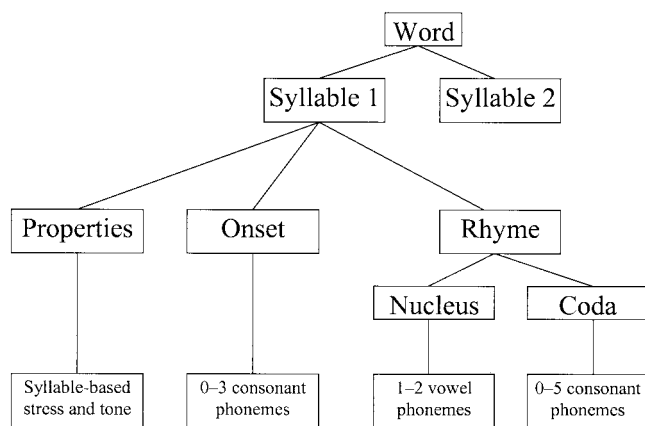 Word
Syllable 1
Syllable 2
Properties
Onset
Rhyme
Nucleus
Coda
Syllable-based
stress and tone
0–3 consonant
phonemes
1–2 vowel
phonemes
0–5 consonant
phonemes